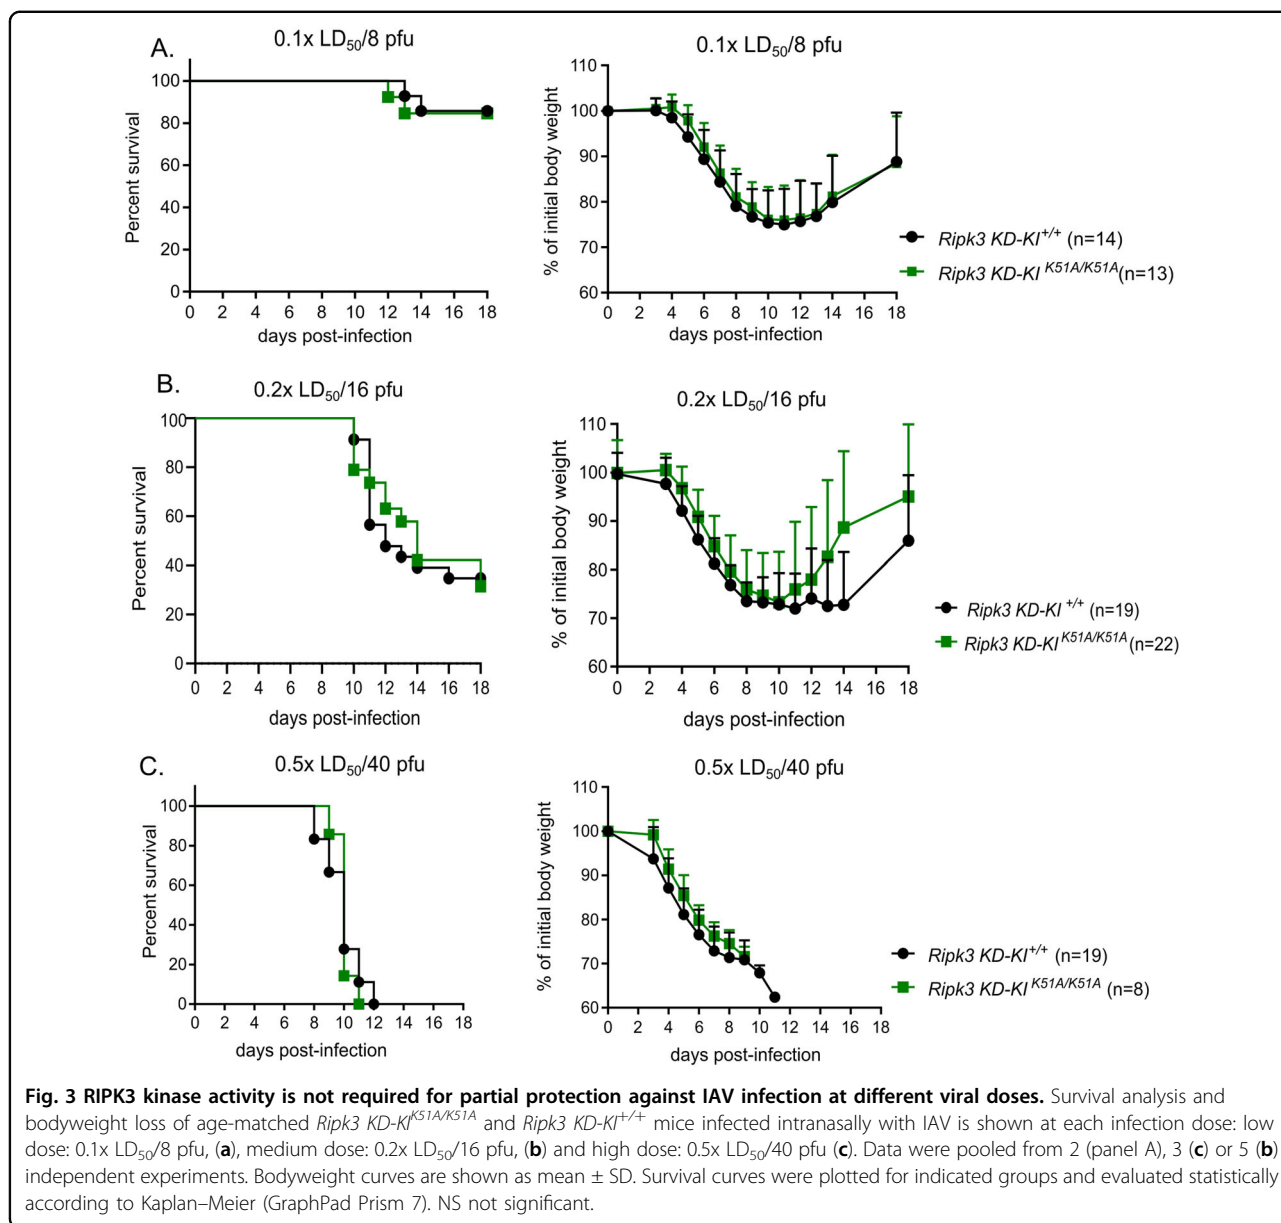 A.
0.1x LD50/8 pfu
Percent survival
100
80
60
40
20
0
0 2 4 6 8 10 12 14 16 18
days post-infection
0.1x LD50/8 pfu
% of initial body weight
110
100
90
80
70
60
0 2 4 6 8 10 12 14 16 18
days post-infection
Ripk3 KD-KI+/+ (n=14)
Ripk3 KD-KI K51A/K51A(n=13)
B.
0.2x LD50/16 pfu
Percent survival
100
80
60
40
20
0
0 2 4 6 8 10 12 14 16 18
days post-infection
0.2x LD50/16 pfu
% of initial body weight
110
100
90
80
70
60
0 2 4 6 8 10 12 14 16 18
days post-infection
Ripk3 KD-KI +/+ (n=19)
Ripk3 KD-KI K51A/K51A(n=22)
C.
0.5x LD50/40 pfu
Percent survival
100
80
60
40
20
0
0 2 4 6 8 10 12 14 16 18
days post-infection
0.5x LD50/40 pfu
% of initial body weight
110
100
90
80
70
60
0 2 4 6 8 10 12 14 16 18
days post-infection
Ripk3 KD-KI+/+ (n=19)
Ripk3 KD-KI K51A/K51A (n=8)
Fig. 3 RIPK3 kinase activity is not required for partial protection against IAV infection at different viral doses. Survival analysis and
bodyweight loss of age-matched Ripk3 KD-KIK51A/K51A and Ripk3 KD-KI+/+ mice infected intranasally with IAV is shown at each infection dose: low
dose: 0.1x LD50/8 pfu, (a), medium dose: 0.2x LD50/16 pfu, (b) and high dose: 0.5x LD50/40 pfu (c). Data were pooled from 2 (panel A), 3 (c) or 5 (b)
independent experiments. Bodyweight curves are shown as mean ± SD. Survival curves were plotted for indicated groups and evaluated statistically
according to Kaplan–Meier (GraphPad Prism 7). NS not significant.